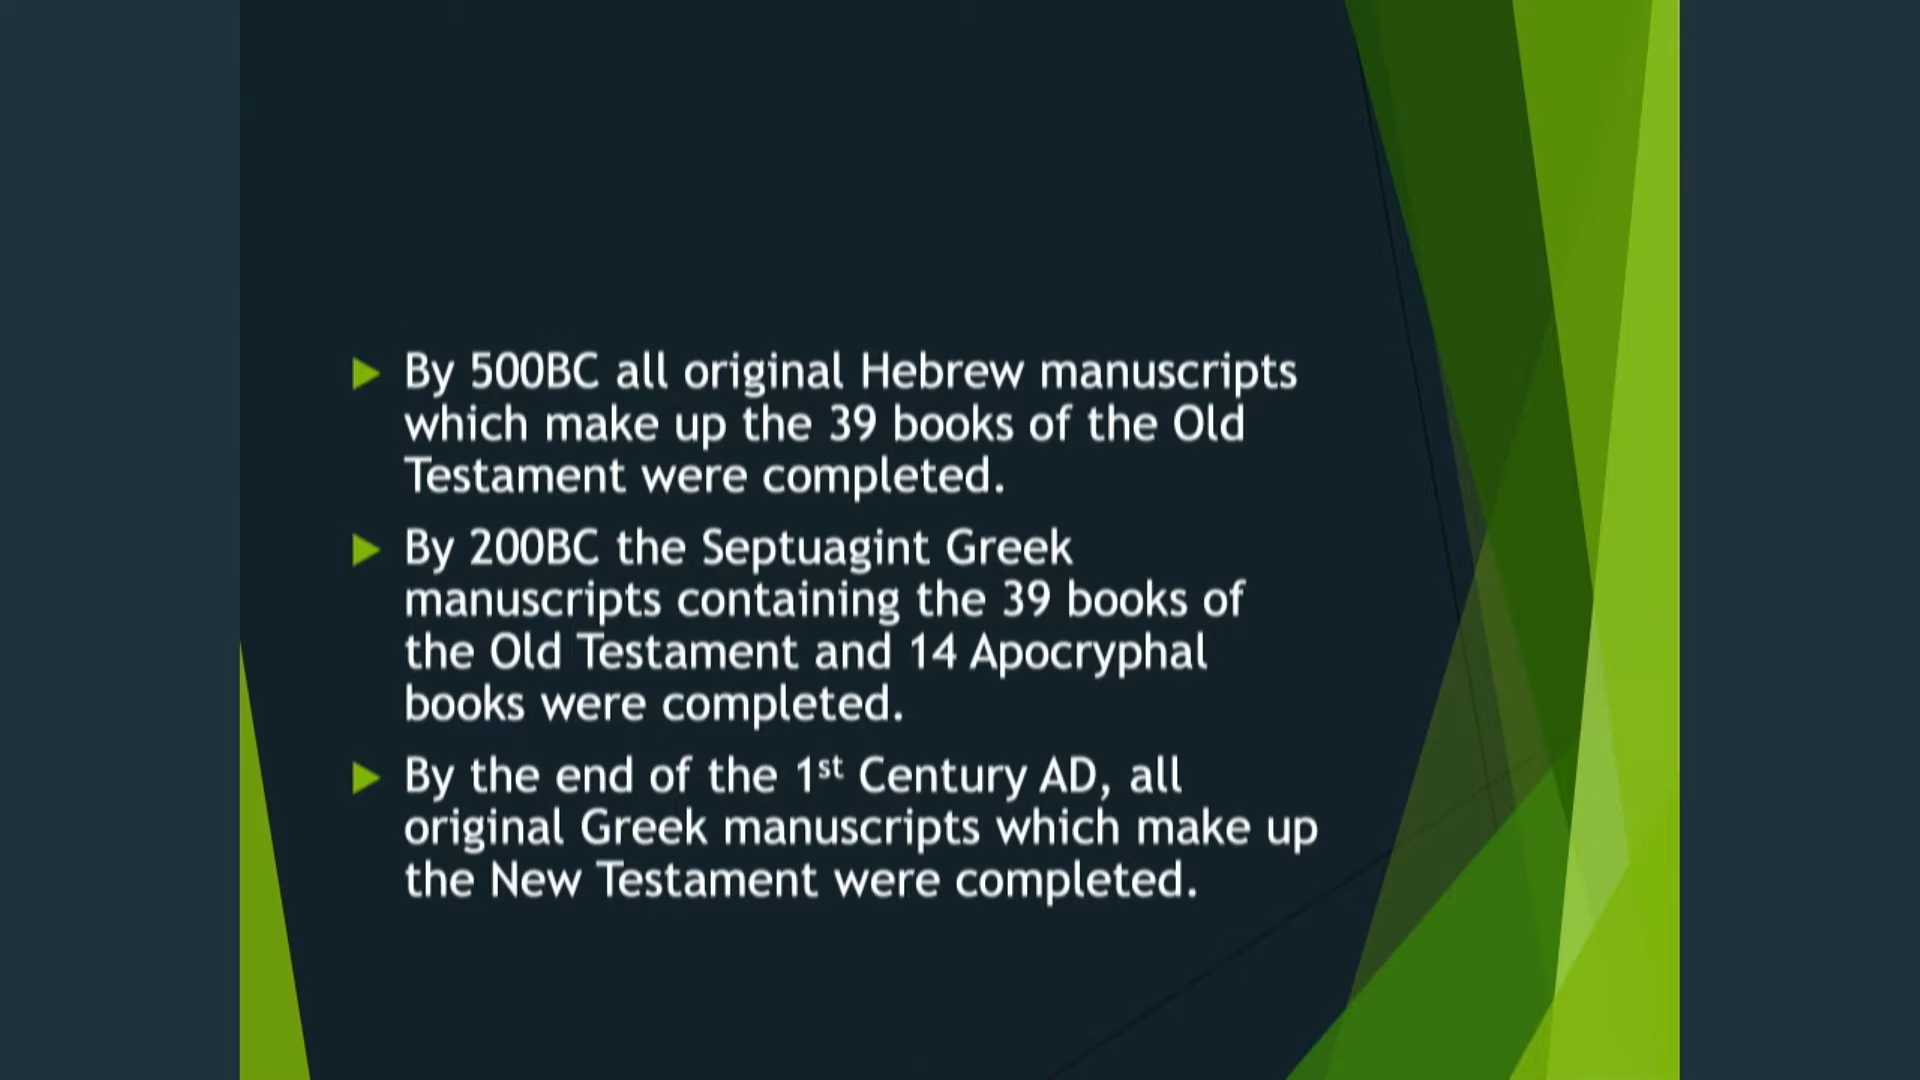 By 500BC all original Hebrew manuscripts
which make up the 39 books of the Old
Testament were completed.
By 200BC the Septuagint Greek
manuscripts containing the 39 books of
the Old Testament and 14 Apocryphal
books were completed.
By the end of the 1st Century AD, all
original Greek manuscripts which make up
the New Testament were completed.